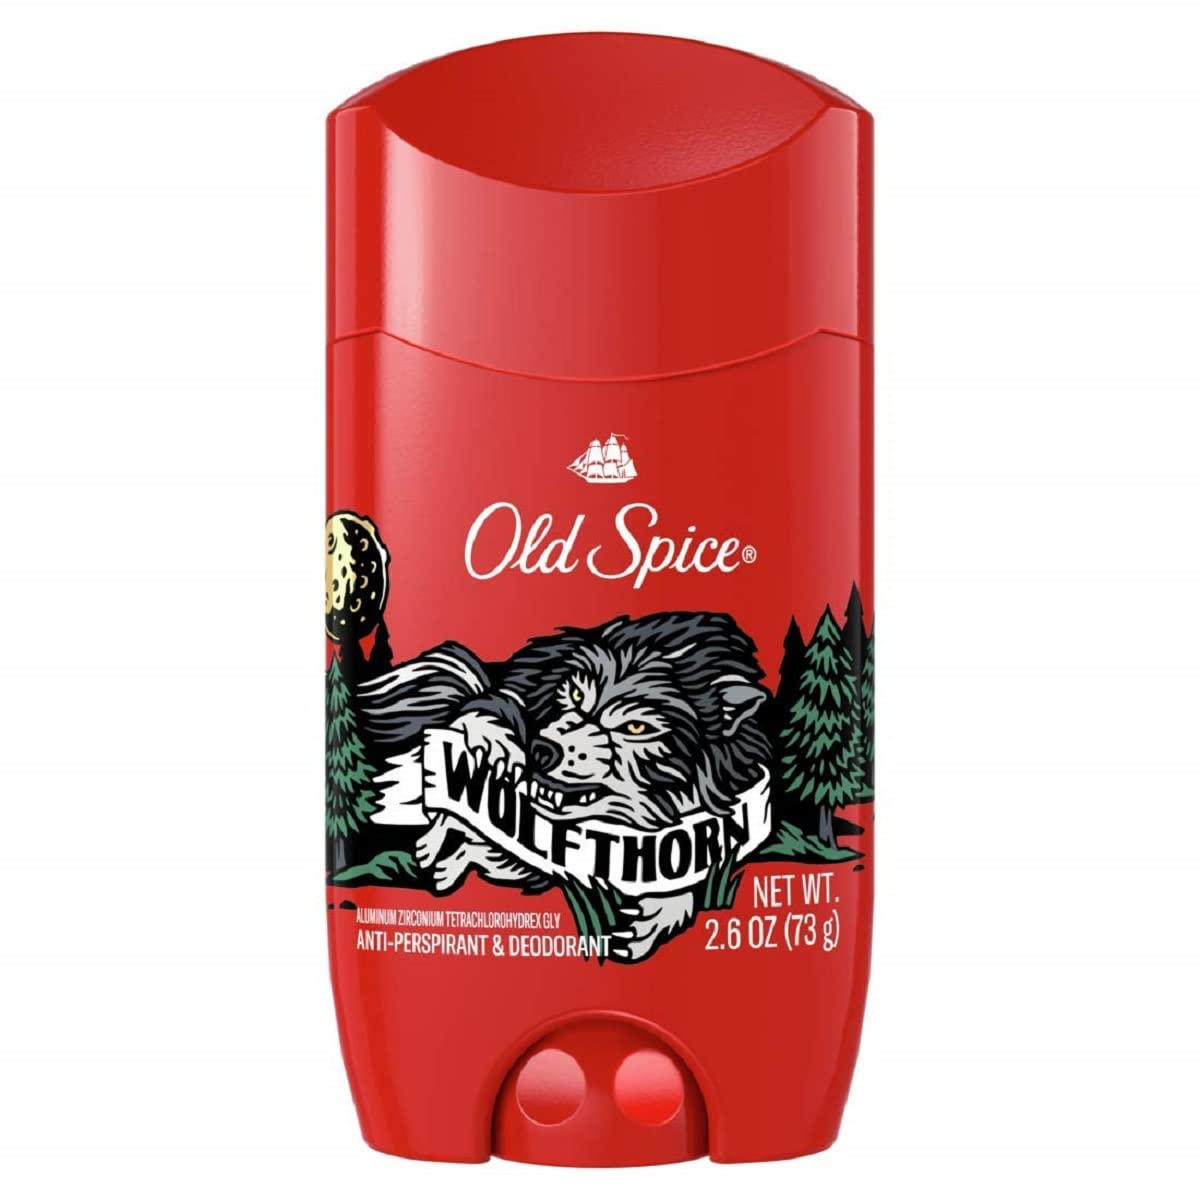 Old Spice®
WOLFTHORN
ALUMINUM ZIRCONIUM TETRACHLOROHYDREX GLY
ANTI-PERSPIRANT & DEODORANT
NET WT.
2.6 OZ (73 g)